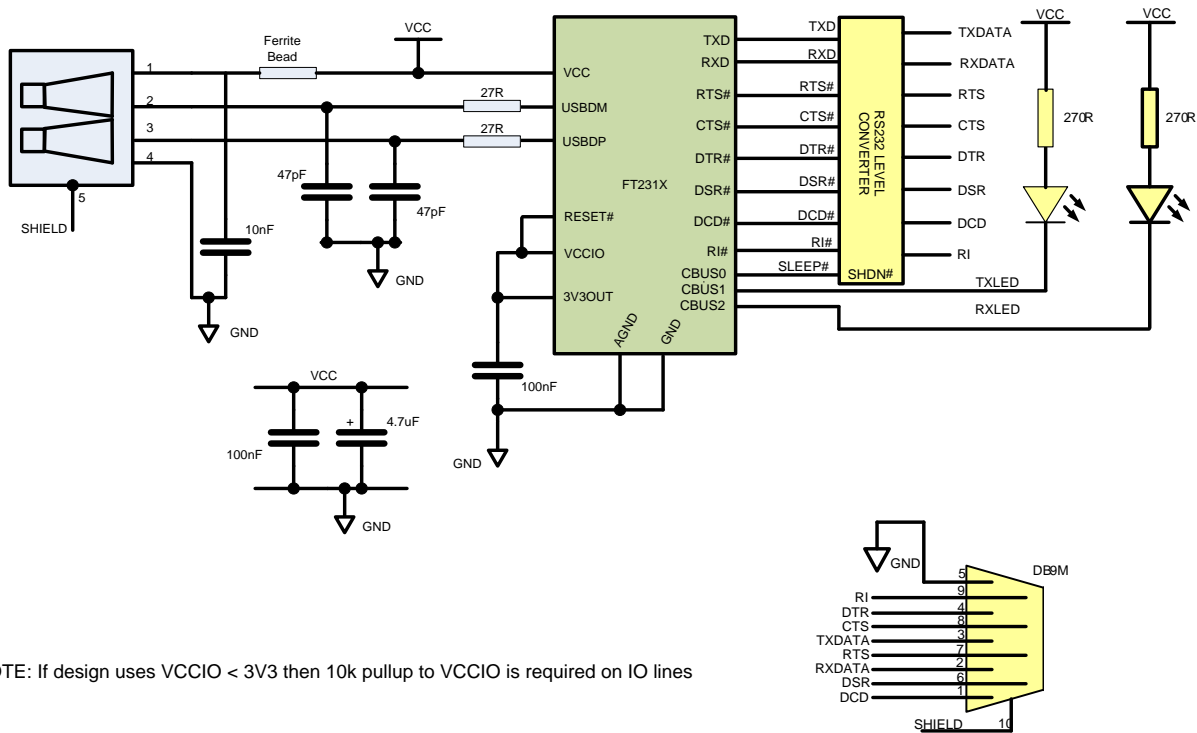 Ferrite
Bead
VCC
1
2
3
4
5
SHIELD
27R
27R
47pF
47pF
10nF
GND
GND
VCC
USBDM
USBDP
RESET#
VCCIO
3V3OUT
FT231X
AGND
GND
TXD
RXD
RTS#
CTS#
DTR#
DSR#
DCD#
RI#
CBUS0
CBUS1
CBUS2
TXD
RXD
RTS#
CTS#
DTR#
DSR#
DCD#
RI#
SLEEP#
RS232 LEVEL
CONVERTER
SHDN#
TXDATA
RXDATA
RTS
CTS
DTR
DSR
DCD
RI
TXLED
RXLED
VCC
270R
VCC
270R
100nF
GND
VCC
100nF
+
4.7uF
GND
GND
DB9M
5
9
RI
4
DTR
8
CTS
3
TXDATA
7
RTS
2
RXDATA
6
DSR
1
DCD
SHIELD
10
OTE: If design uses VCCIO < 3V3 then 10k pullup to VCCIO is required on IO lines